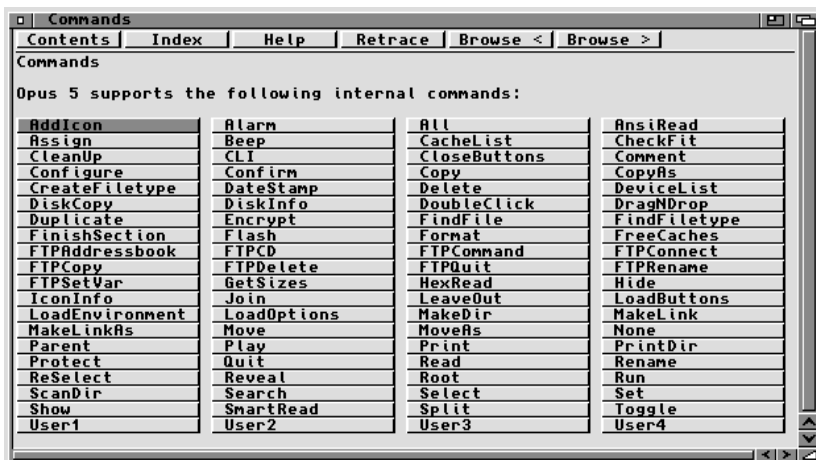 Commands
Contents Index Help Retrace Browse < Browse >
Commands
Opus 5 supports the following internal commands:
AddIcon Alarm All AnsiRead
Assign Beep CacheList CheckFit
CleanUp CLI CloseButtons Comment
Configure Confirm Copy CopyAs
CreateFiletype DateStamp Delete DeviceList
DiskCopy DiskInfo DoubleClick DragNDrop
Duplicate Encrypt FindFile FindFiletype
FinishSection Flash Format FreeCaches
FTPAddressbook FTPCD FTPCommand FTPConnect
FTPCopy FTPDelete FTPQuit FTPRename
FTPSetVar GetSizes HexRead Hide
IconInfo Join LeaveOut LoadButtons
LoadEnvironment LoadOptions MakeDir MakeLink
MakeLinkAs Move MoveAs None
Parent Play Print PrintDir
Protect Quit Read Rename
ReSelect Reveal Root Run
ScanDir Search Select Set
Show SmartRead Split Toggle
User1 User2 User3 User4